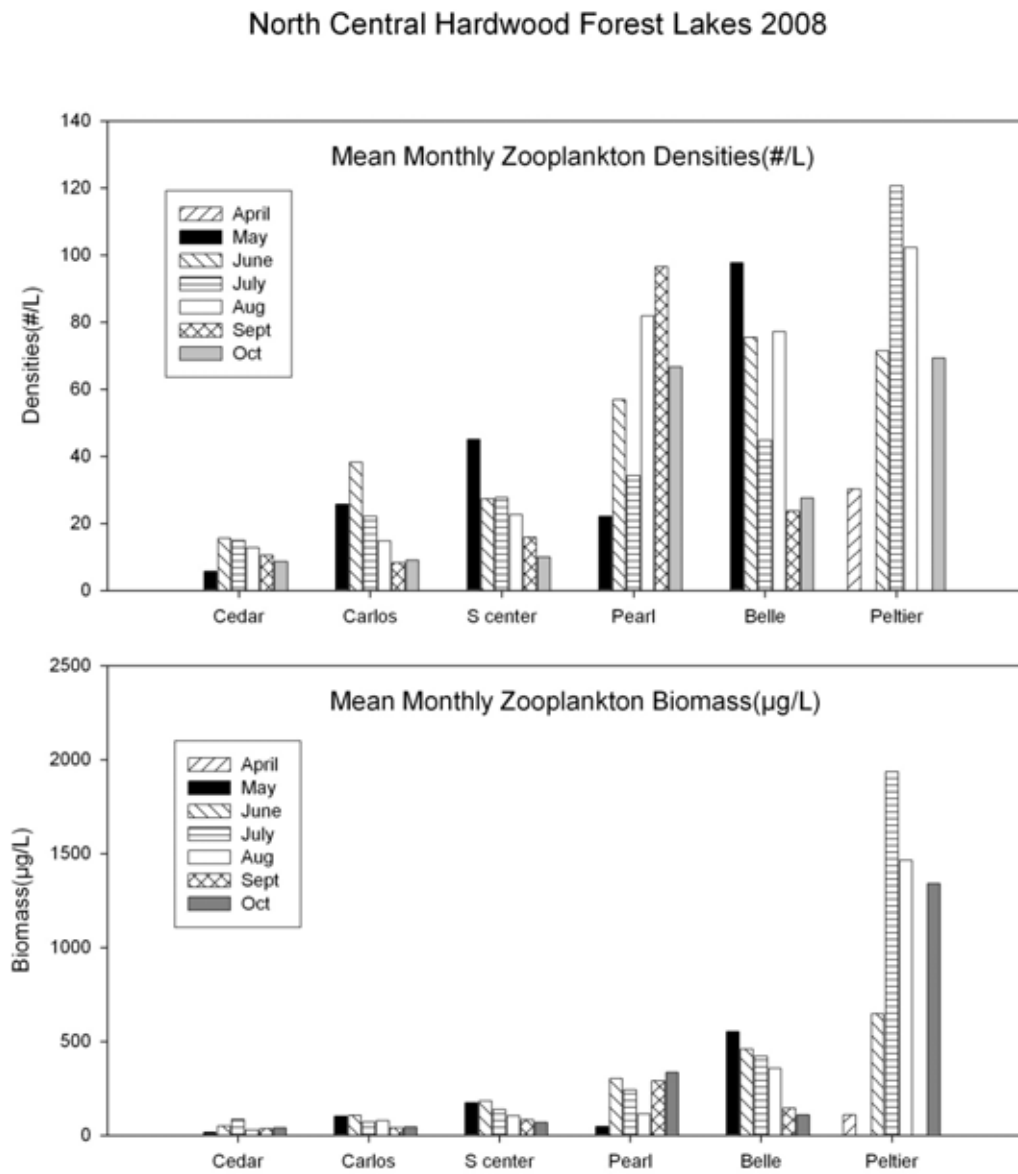 North Central Hardwood Forest Lakes 2008
Mean Monthly Zooplankton Densities(#/L)
140
120
100
80
60
40
20
0
Densities(#/L)
April
May
June
July
Aug
Sept
Oct
Cedar Carlos S center Pearl Belle Peltier
Mean Monthly Zooplankton Biomass(µg/L)
2500
2000
1500
1000
500
0
Biomass(µg/L)
April
May
June
July
Aug
Sept
Oct
Cedar Carlos S center Pearl Belle Peltier